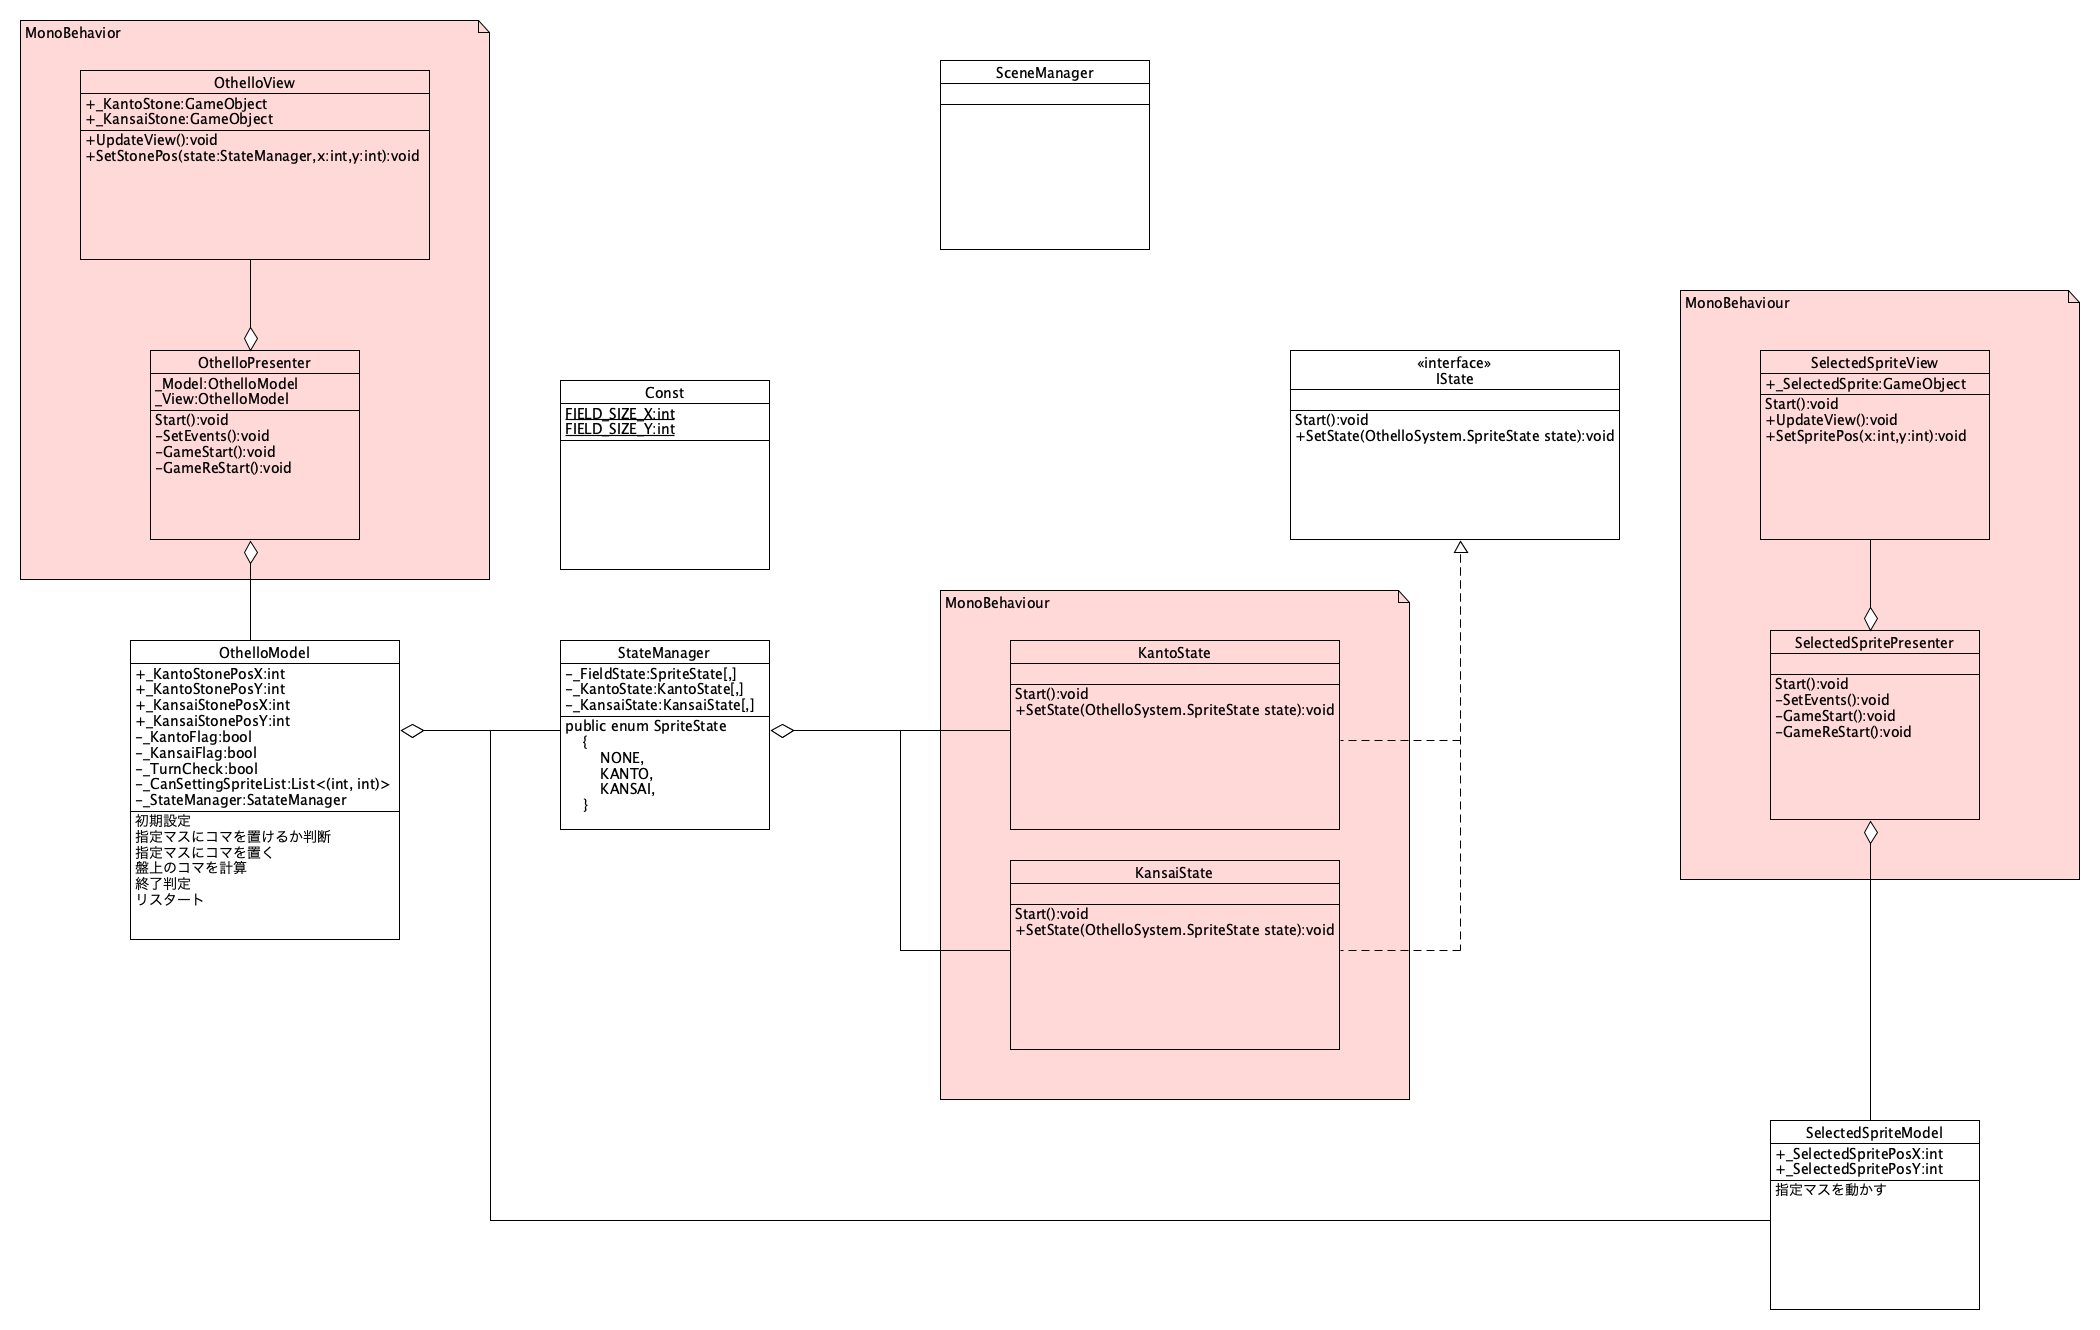 MonoBehavior
OthelloView
+_KantoStone:GameObject
+_KansaiStone:GameObject
+UpdateView():void
+SetStonePos(state:StateManager,x:int,y:int):void
OthelloPresenter
_Model:OthelloModel
_View:OthelloModel
Start():void
-SetEvents():void
-GameStart():void
-GameReStart():void
OthelloModel
+_KantoStonePosX:int
+_KantoStonePosY:int
+_KansaiStonePosX:int
+_KansaiStonePosY:int
-_KantoFlag:bool
-_KansaiFlag:bool
-_TurnCheck:bool
-_CanSettingSpriteList:List<(int, int)>
-_StateManager:SatateManager
初期設定
指定マスにコマを置けるか判断
指定マスにコマを置く
盤上のコマを計算
終了判定
リスタート
Const
FIELD_SIZE_X:int
FIELD_SIZE_Y:int
StateManager
-_FieldState:SpriteState[,]
-_KantoState:KantoState[,]
-_KansaiState:KansaiState[,]
public enum SpriteState
{
NONE,
KANTO,
KANSAI,
}
SceneManager
MonoBehaviour
KantoState
Start():void
+SetState(OthelloSystem.SpriteState state):void
KansaiState
Start():void
+SetState(OthelloSystem.SpriteState state):void
«interface»
IState
Start():void
+SetState(OthelloSystem.SpriteState state):void
MonoBehaviour
SelectedSpriteView
+_SelectedSprite:GameObject
Start():void
+UpdateView():void
+SetSpritPos(x:int,y:int):void
SelectedSpritePresenter
Start():void
-SetEvents():void
-GameStart():void
-GameReStart():void
SelectedSpriteModel
+_SelectedSpritePosX:int
+_SelectedSpritePosY:int
指定マスを動かす